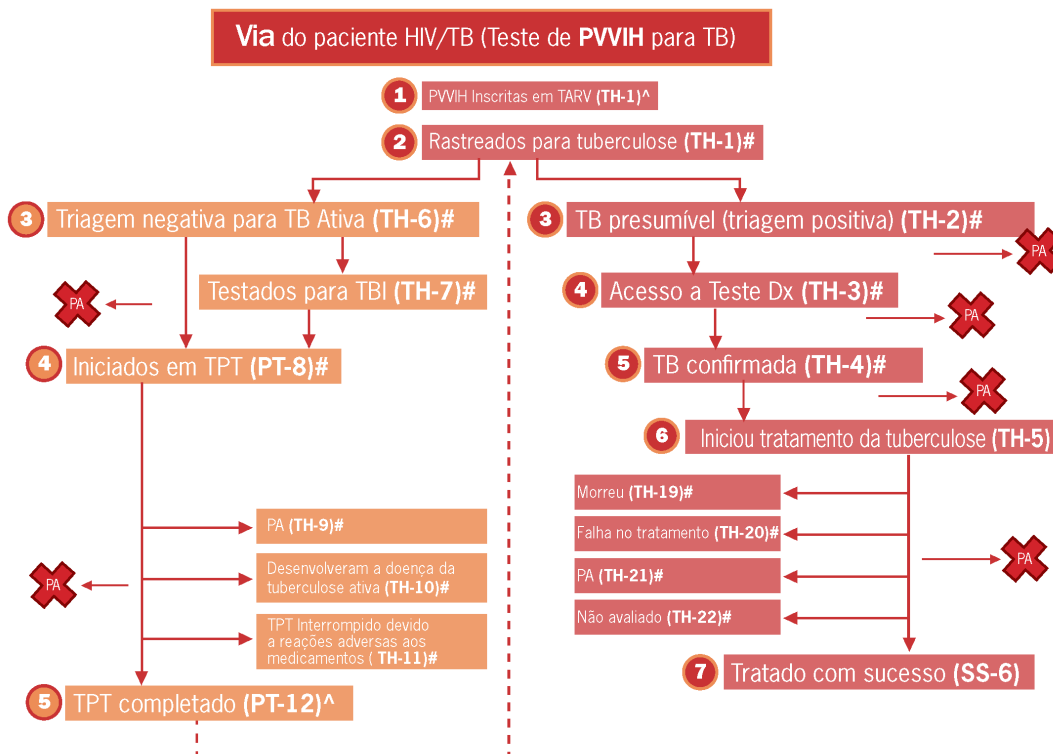 Via do paciente HIV/TB (Teste de PVVIH para TB)
1 PVVIH Inscritas em TARV (TH-1)^
2 Rastreados para tuberculose (TH-1)#
3 Triagem negativa para TB Ativa (TH-6)#
3 TB presumível (triagem positiva) (TH-2)#
PA
Testados para TBI (TH-7)#
PA
4 Acesso a Teste Dx (TH-3)#
PA
4 Iniciados em TPT (PT-8)#
5 TB confirmada (TH-4)#
PA
6 Iniciou tratamento da tuberculose (TH-5)
Morreu (TH-19)#
Falha no tratamento (TH-20)#
PA (TH-21)#
Não avaliado (TH-22)#
PA
PA (TH-9)#
Desenvolveram a doença da
tuberculose ativa (TH-10)#
TPT Interrompido devido
a reações adversas aos
medicamentos ( TH-11)#
PA
5 TPT completado (PT-12)^
7 Tratado com sucesso (SS-6)